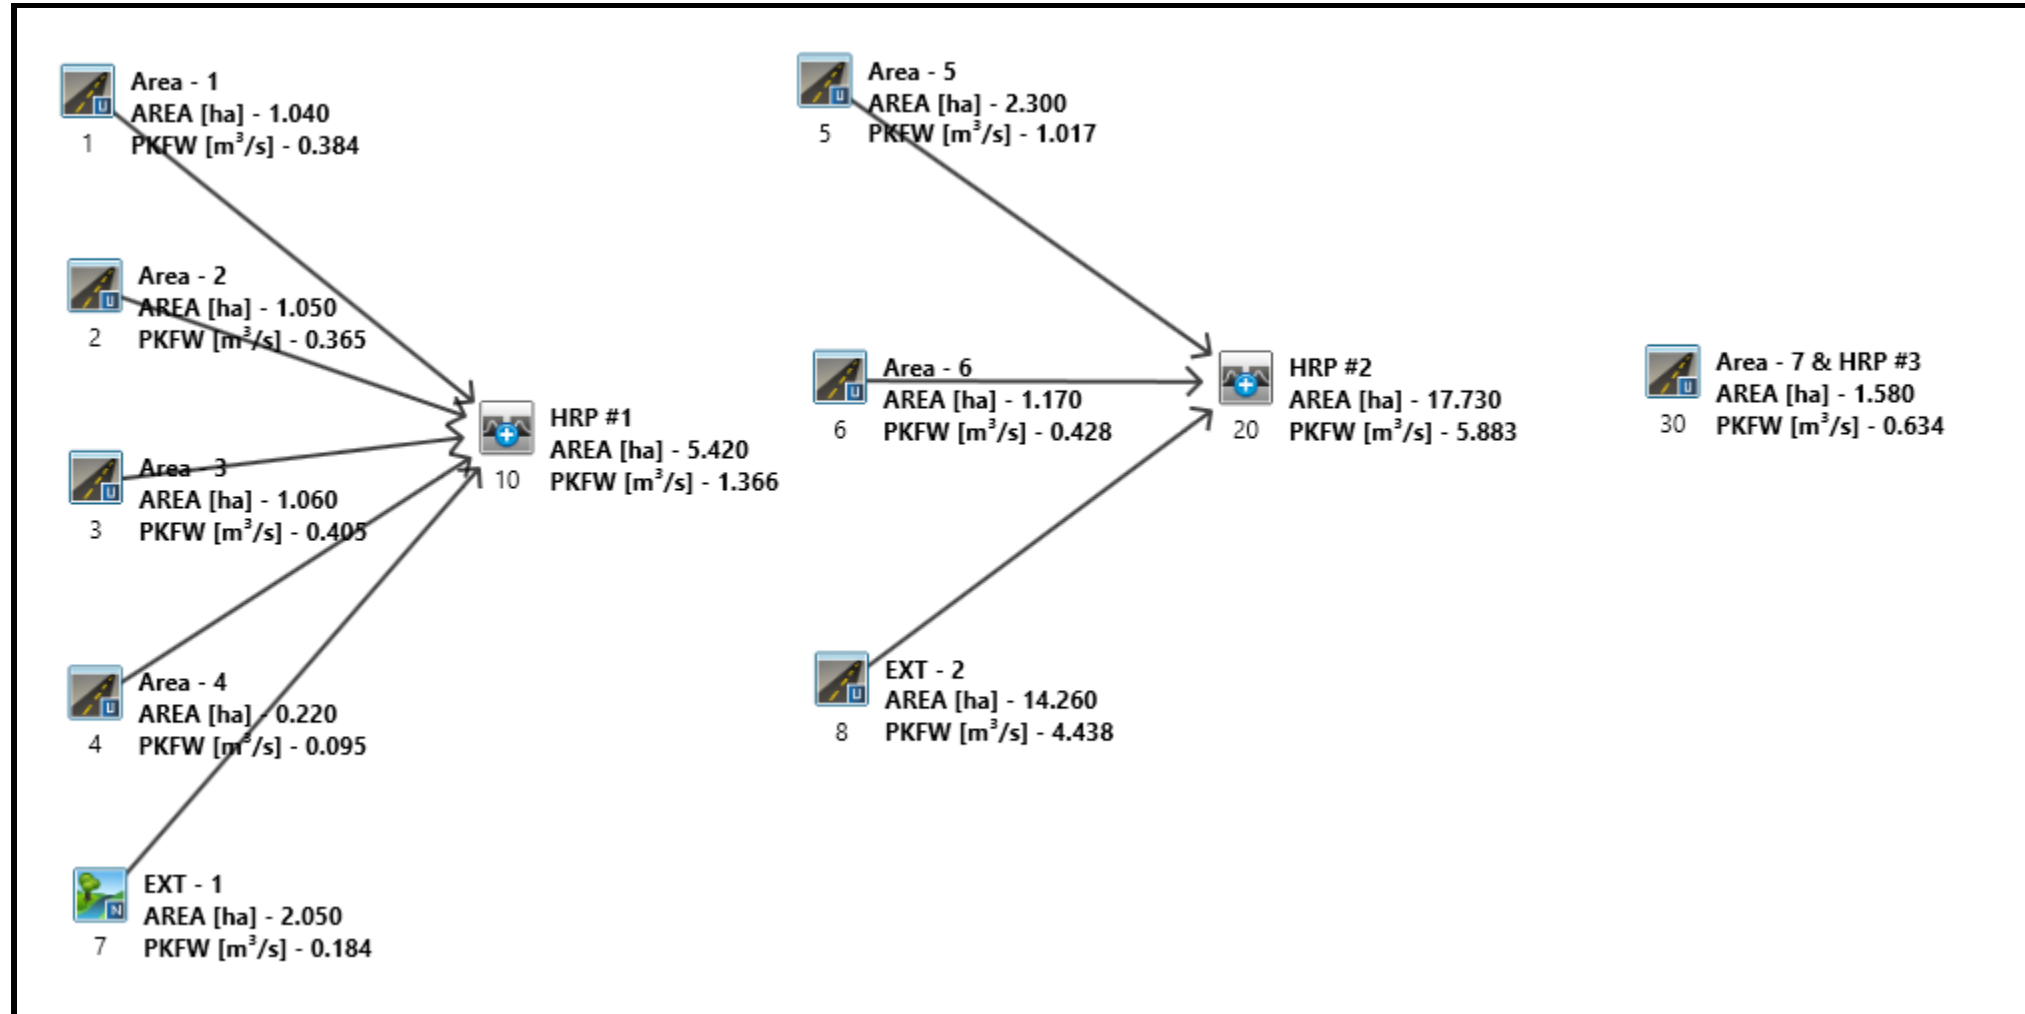 Area - 1
AREA [ha] - 1.040
PKFW [m³/s] - 0.384
1
Area - 2
AREA [ha] - 1.050
PKFW [m³/s] - 0.365
2
Area - 3
AREA [ha] - 1.060
PKFW [m³/s] - 0.405
3
Area - 4
AREA [ha] - 0.220
PKFW [m³/s] - 0.095
4
EXT - 1
AREA [ha] - 2.050
PKFW [m³/s] - 0.184
7
HRP #1
AREA [ha] - 5.420
PKFW [m³/s] - 1.366
10
Area - 5
AREA [ha] - 2.300
PKFW [m³/s] - 1.017
5
Area - 6
AREA [ha] - 1.170
PKFW [m³/s] - 0.428
6
EXT - 2
AREA [ha] - 14.260
PKFW [m³/s] - 4.438
8
HRP #2
AREA [ha] - 17.730
PKFW [m³/s] - 5.883
20
Area - 7 & HRP #3
AREA [ha] - 1.580
PKFW [m³/s] - 0.634
30
U
U
U
U
N
U
U
U
U